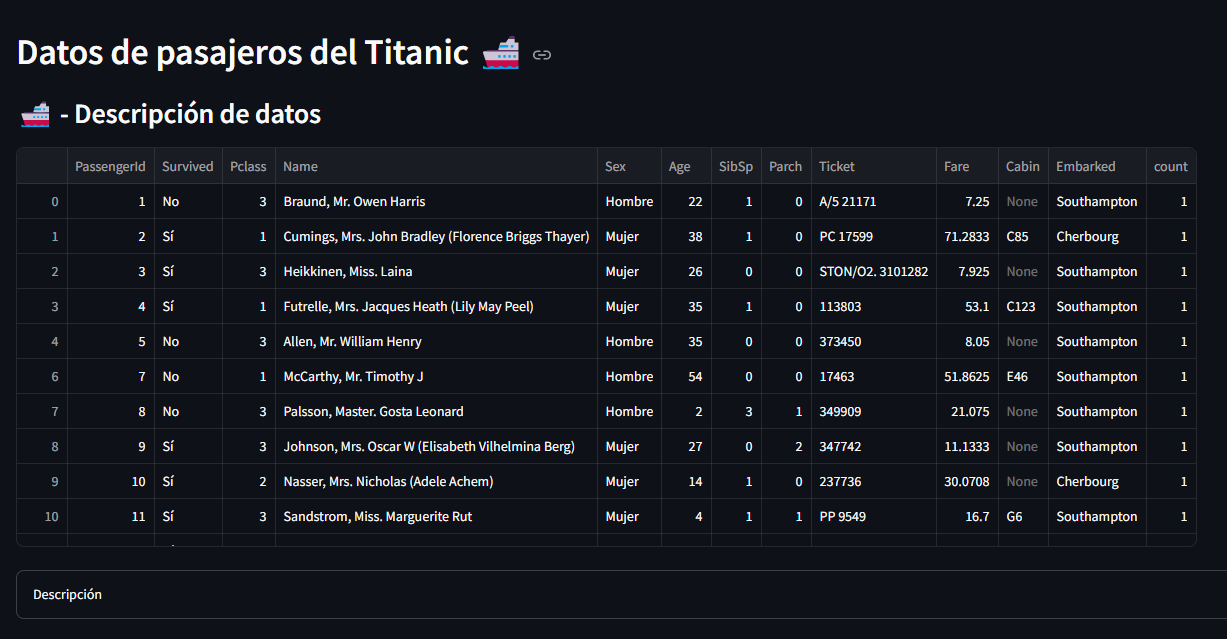 Datos de pasajeros del Titanic
- Descripción de datos
PassengerId Survived Pclass Name Sex Age SibSp Parch Ticket Fare Cabin Embarked count
0 1 No 3 Braund, Mr. Owen Harris Hombre 22 1 0 A/5 21171 7.25 None Southampton 1
1 2 Sí 1 Cumings, Mrs. John Bradley (Florence Briggs Thayer) Mujer 38 1 0 PC 17599 71.2833 C85 Cherbourg 1
2 3 Sí 3 Heikkinen, Miss. Laina Mujer 26 0 0 STON/O2. 3101282 7.925 None Southampton 1
3 4 Sí 1 Futrelle, Mrs. Jacques Heath (Lily May Peel) Mujer 35 1 0 113803 53.1 C123 Southampton 1
4 5 No 3 Allen, Mr. William Henry Hombre 35 0 0 373450 8.05 None Southampton 1
6 7 No 1 McCarthy, Mr. Timothy J Hombre 54 0 0 17463 51.8625 E46 Southampton 1
7 8 No 3 Palsson, Master. Gosta Leonard Hombre 2 3 1 349909 21.075 None Southampton 1
8 9 Sí 3 Johnson, Mrs. Oscar W (Elisabeth Vilhelmina Berg) Mujer 27 0 2 347742 11.1333 None Southampton 1
9 10 Sí 2 Nasser, Mrs. Nicholas (Adele Achem) Mujer 14 1 0 237736 30.0708 None Cherbourg 1
10 11 Sí 3 Sandstrom, Miss. Marguerite Rut Mujer 4 1 1 PP 9549 16.7 G6 Southampton 1
Descripción